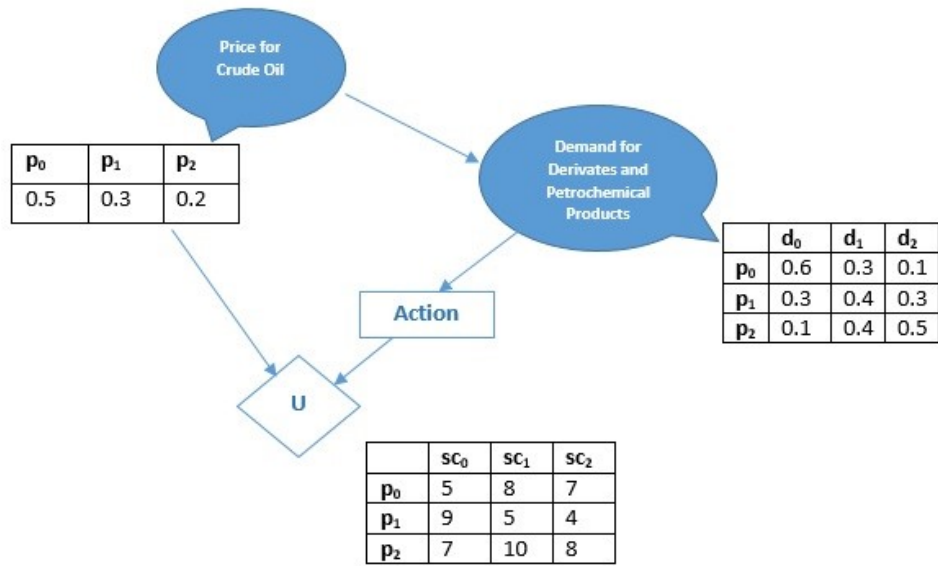 Price for
Crude Oil
p₀ p₁ p₂
0.5 0.3 0.2
Demand for
Derivates and
Petrochemical
Products
d₀ d₁ d₂
p₀ 0.6 0.3 0.1
p₁ 0.3 0.4 0.3
p₂ 0.1 0.4 0.5
Action
U
sc₀ sc₁ sc₂
p₀ 5 8 7
p₁ 9 5 4
p₂ 7 10 8